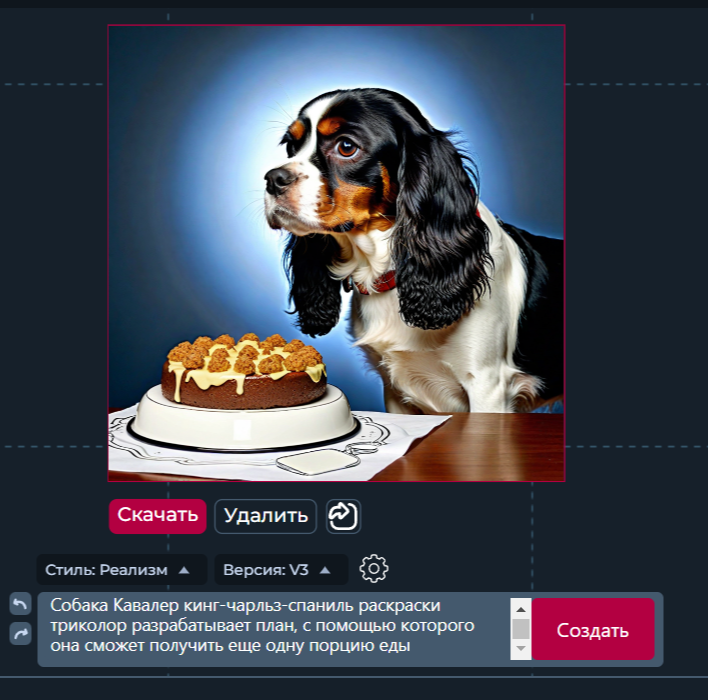 Скачать Удалить
Стиль: Реализм Версия: V3
Собака Кавалер кинг-чарльз-спаниль раскраски
триколор разрабатывает план, с помощью которого
она сможет получить еще одну порцию еды
Создать